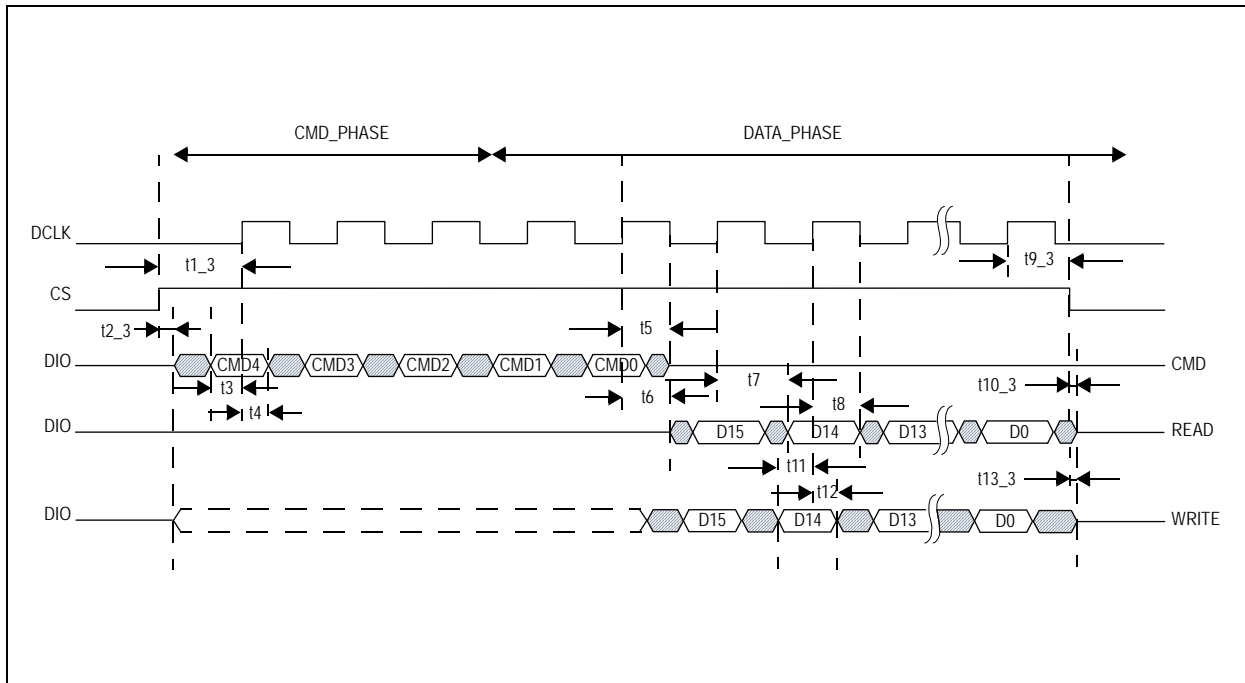 CMD_PHASE DATA_PHASE
DCLK
t1_3 t9_3
CS
t2_3 t5
DIO CMD4 CMD3 CMD2 CMD1 CMD0 CMD
t3 t7 t10_3
t4 t6 t8
DIO D15 D14 D13 D0 READ
t11 t13_3
t12
DIO D15 D14 D13 D0 WRITE